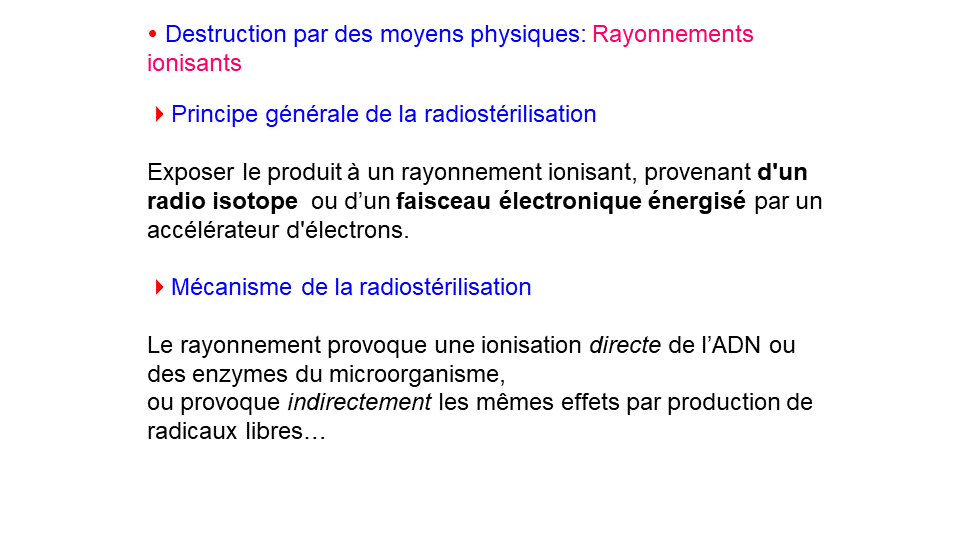 • Destruction par des moyens physiques: Rayonnements
ionisants
Principe générale de la radiostérilisation
Exposer le produit à un rayonnement ionisant, provenant d'un
radio isotope ou d’un faisceau électronique énergisé par un
accélérateur d'électrons.
Mécanisme de la radiostérilisation
Le rayonnement provoque une ionisation directe de l’ADN ou
des enzymes du microorganisme,
ou provoque indirectement les mêmes effets par production de
radicaux libres…